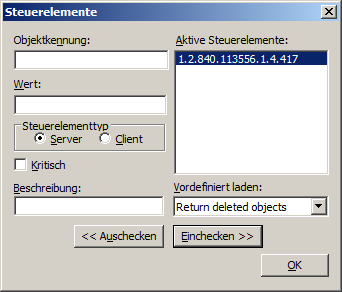 Steuerelemente
Objektkennung:
Wert:
Steuerelementtyp
Server
Client
Kritisch
Beschreibung:
Aktive Steuerelemente:
1.2.840.113556.1.4.417
Vordefiniert laden:
Return deleted objects
<< Auschecken
Einchecken >>
OK